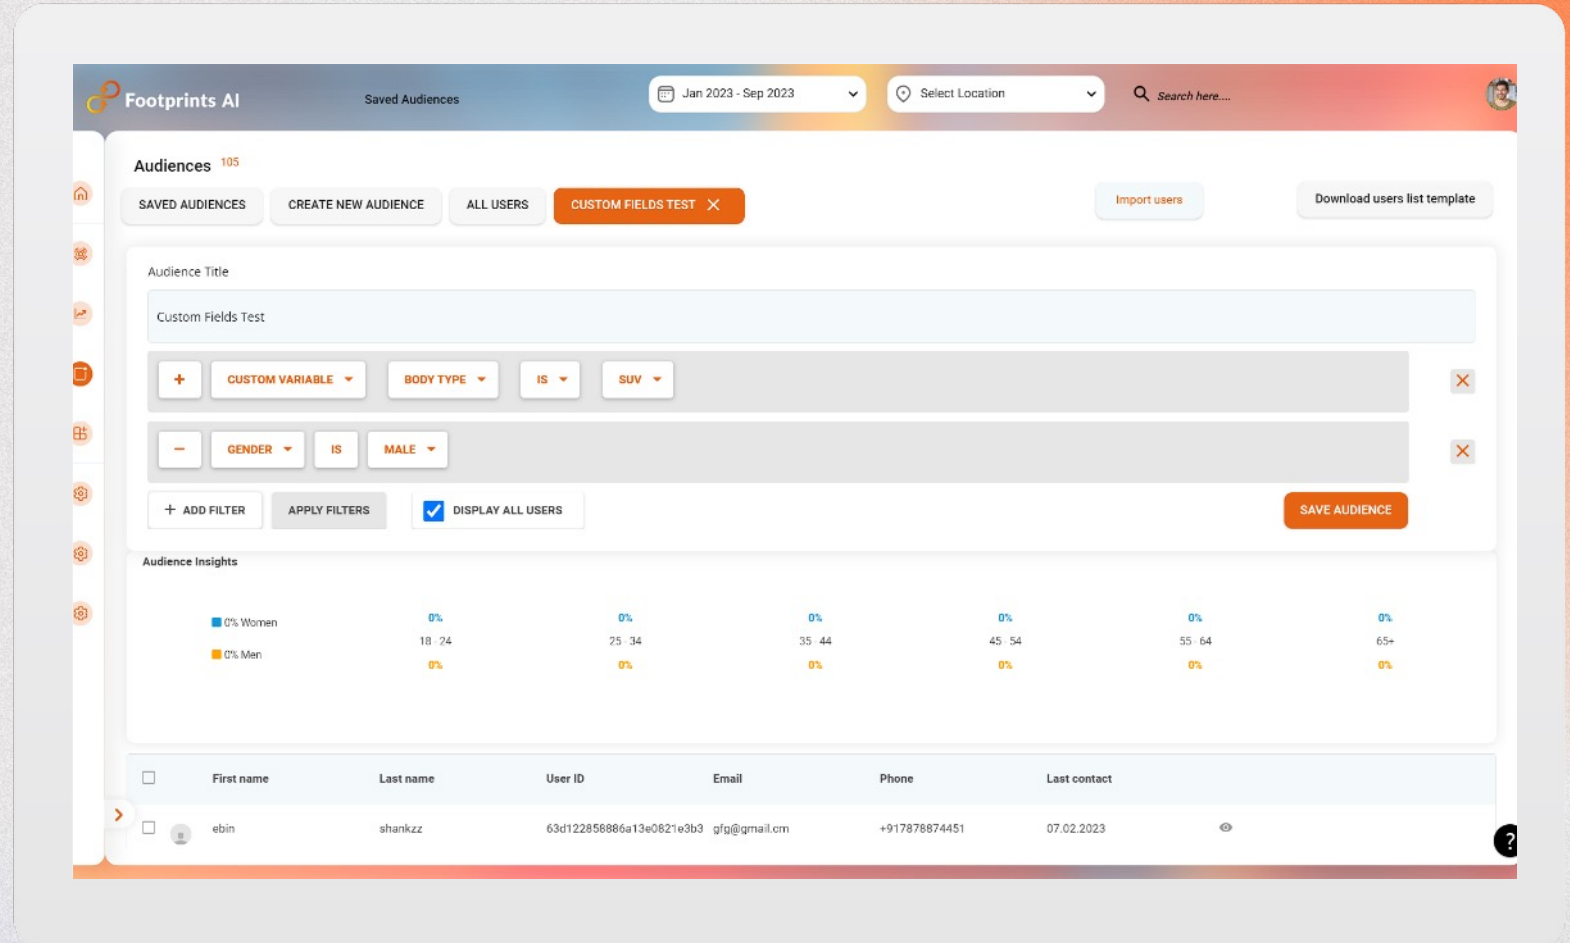 Footprints AI
Saved Audiences
Jan 2023 - Sep 2023
Select Location
Search here....
Audiences 105
SAVED AUDIENCES
CREATE NEW AUDIENCE
ALL USERS
CUSTOM FIELDS TEST
Import users
Download users list template
Audience Title
Custom Fields Test
+ CUSTOM VARIABLE BODY TYPE IS SUV
− GENDER IS MALE
+ ADD FILTER
APPLY FILTERS
DISPLAY ALL USERS
SAVE AUDIENCE
Audience Insights
0% Women
0% Men
0% 0% 0% 0% 0% 0%
18 - 24 25 - 34 35 - 44 45 - 54 55 - 64 65+
0% 0% 0% 0% 0% 0%
First name Last name User ID Email Phone Last contact
ebin shankzz 63d122858886a13e0821e3b3 gfg@gmail.cm +917878874451 07.02.2023
?